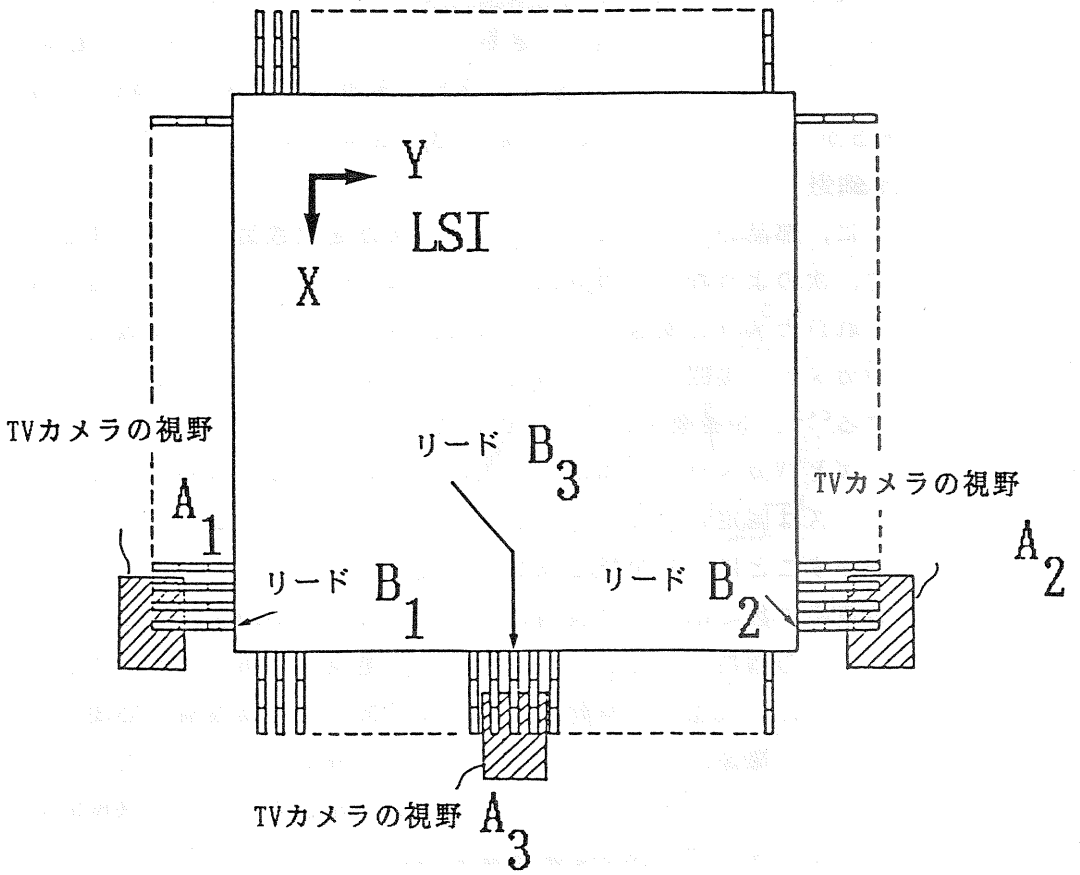 Y
LSI
X
TVカメラの視野
A1
リード B3
TVカメラの視野
A2
リード B1
リード B2
TVカメラの視野 A3